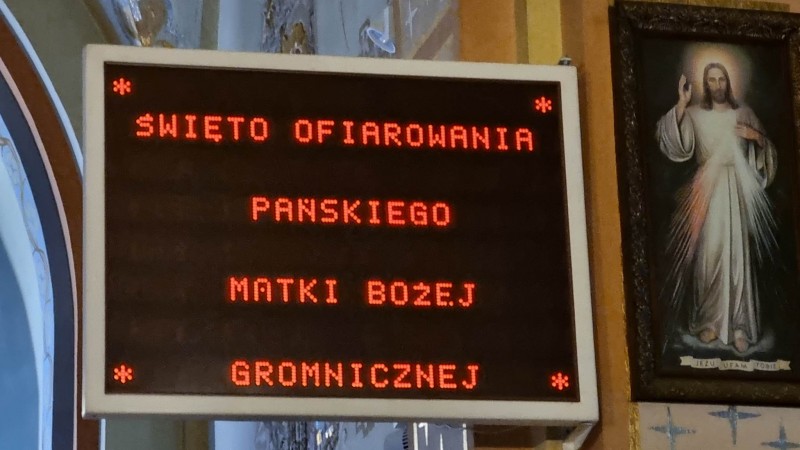 * *
ŚWIĘTO OFIAROWANIA
PAŃSKIEGO
MATKI BOŻEJ
* GROMNICZNEJ *
JEZU UFAM TOBIE